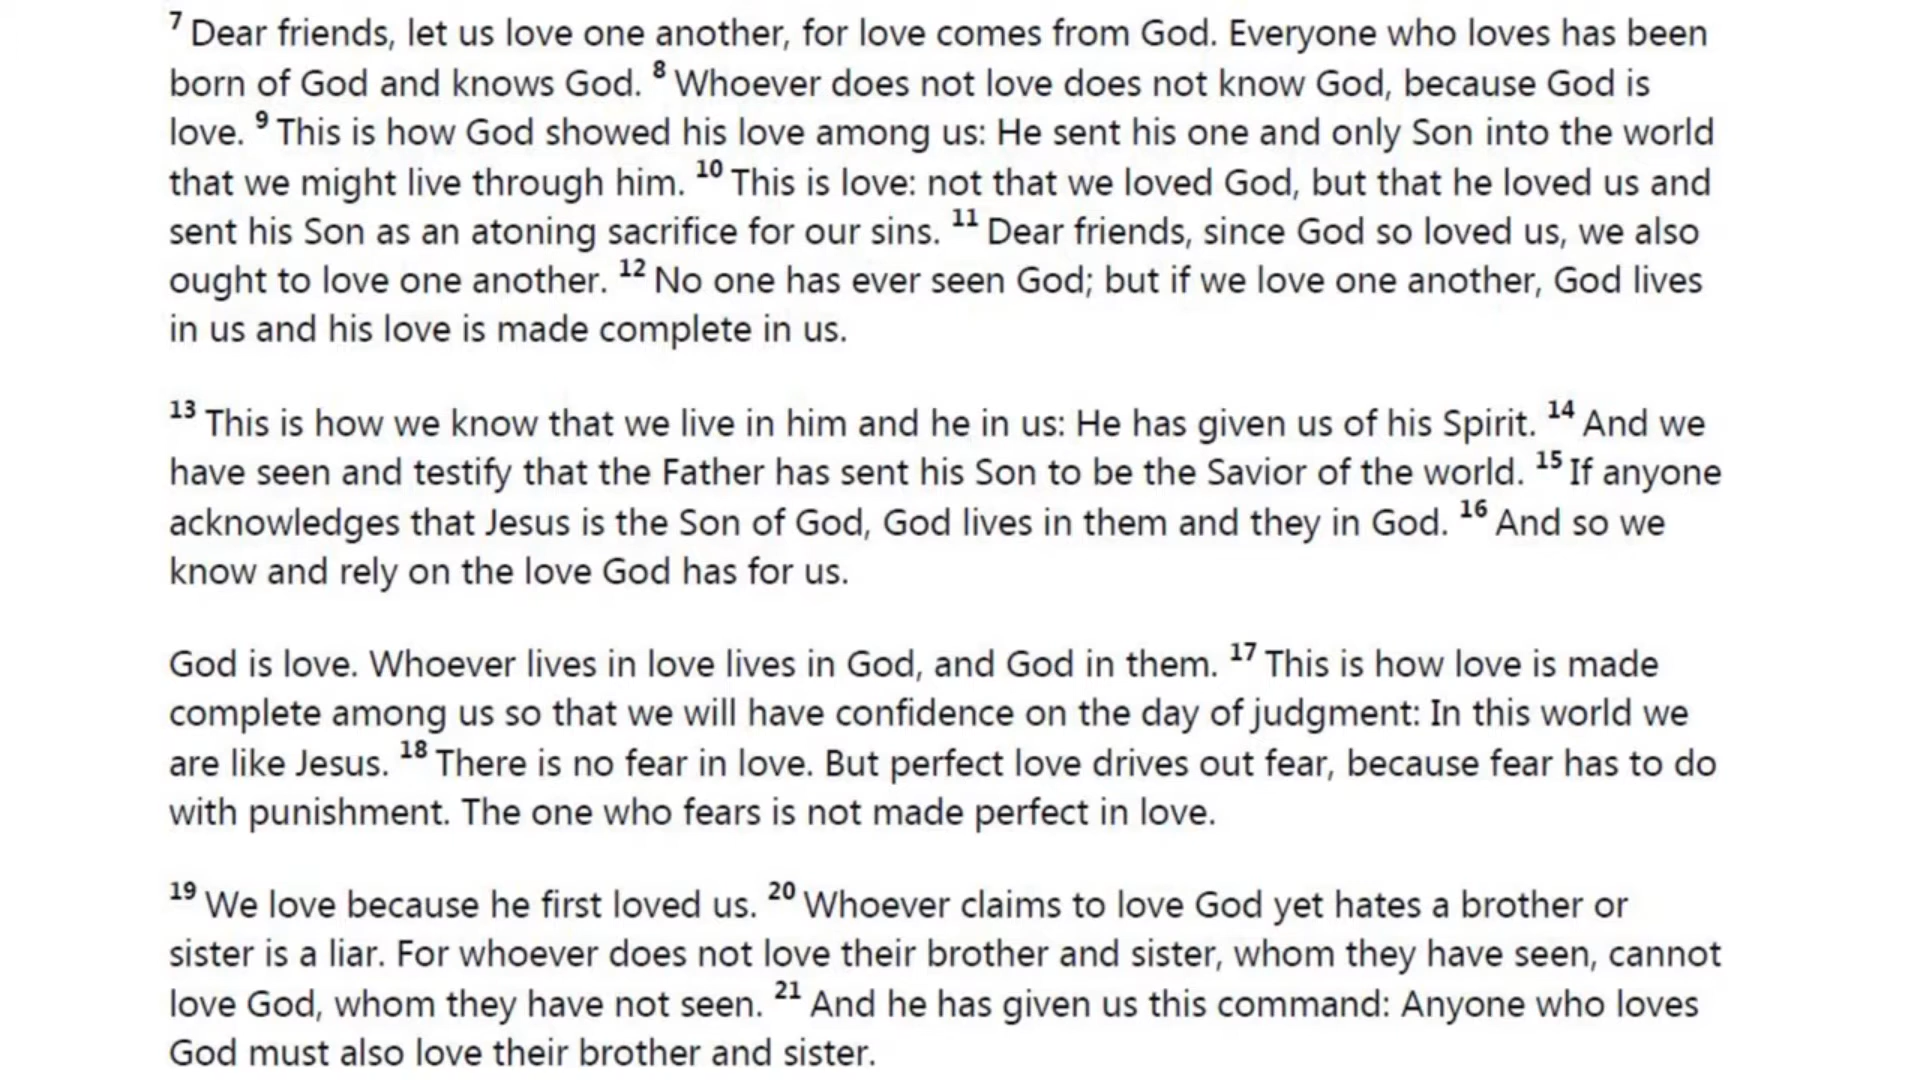 7 Dear friends, let us love one another, for love comes from God. Everyone who loves has been
born of God and knows God. 8 Whoever does not love does not know God, because God is
love. 9 This is how God showed his love among us: He sent his one and only Son into the world
that we might live through him. 10 This is love: not that we loved God, but that he loved us and
sent his Son as an atoning sacrifice for our sins. 11 Dear friends, since God so loved us, we also
ought to love one another. 12 No one has ever seen God; but if we love one another, God lives
in us and his love is made complete in us.
13 This is how we know that we live in him and he in us: He has given us of his Spirit. 14 And we
have seen and testify that the Father has sent his Son to be the Savior of the world. 15 If anyone
acknowledges that Jesus is the Son of God, God lives in them and they in God. 16 And so we
know and rely on the love God has for us.
God is love. Whoever lives in love lives in God, and God in them. 17 This is how love is made
complete among us so that we will have confidence on the day of judgment: In this world we
are like Jesus. 18 There is no fear in love. But perfect love drives out fear, because fear has to do
with punishment. The one who fears is not made perfect in love.
19 We love because he first loved us. 20 Whoever claims to love God yet hates a brother or
sister is a liar. For whoever does not love their brother and sister, whom they have seen, cannot
love God, whom they have not seen. 21 And he has given us this command: Anyone who loves
God must also love their brother and sister.